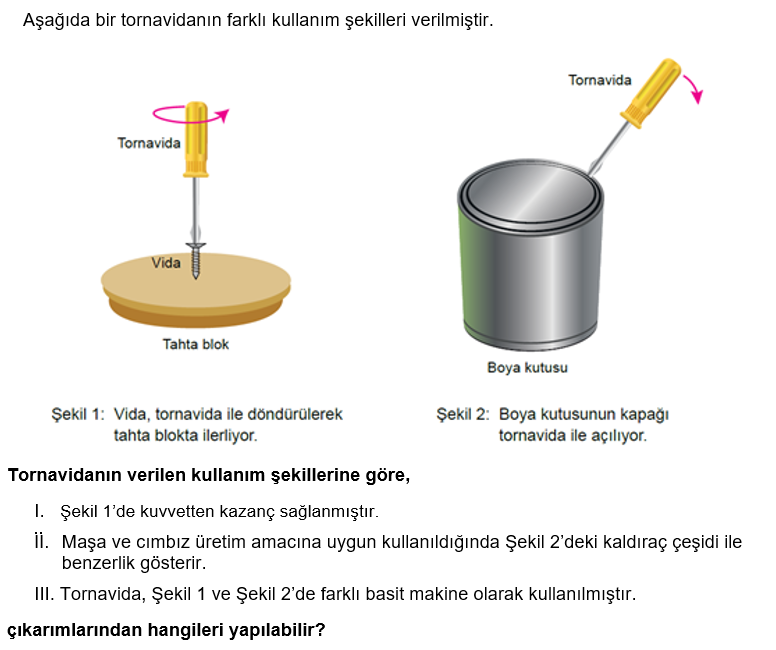 Aşağıda bir tornavidanın farklı kullanım şekilleri verilmiştir.
Tornavida
Tornavida
Vida
Tahta blok
Boya kutusu
Şekil 1: Vida, tornavida ile döndürülerek
tahta blokta ilerliyor.
Şekil 2: Boya kutusunun kapağı
tornavida ile açılıyor.
Tornavidanın verilen kullanım şekillerine göre,
I. Şekil 1'de kuvvetten kazanç sağlanmıştır.
İİ. Maşa ve cımbız üretim amacına uygun kullanıldığında Şekil 2'deki kaldıraç çeşidi ile
benzerlik gösterir.
III. Tornavida, Şekil 1 ve Şekil 2'de farklı basit makine olarak kullanılmıştır.
çıkarımlarından hangileri yapılabilir?